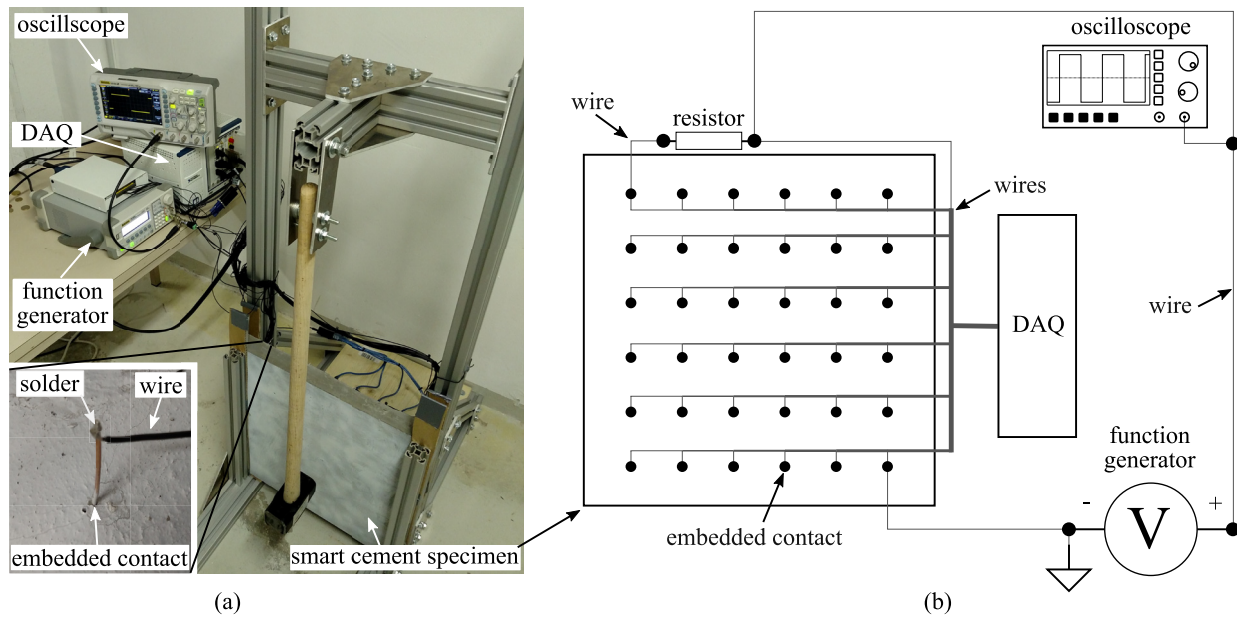 oscillscope
DAQ
function
generator
solder
wire
embedded contact
smart cement specimen
(a)
oscilloscope
wire
resistor
wires
DAQ
wire
function
generator
- +
V
embedded contact
(b)